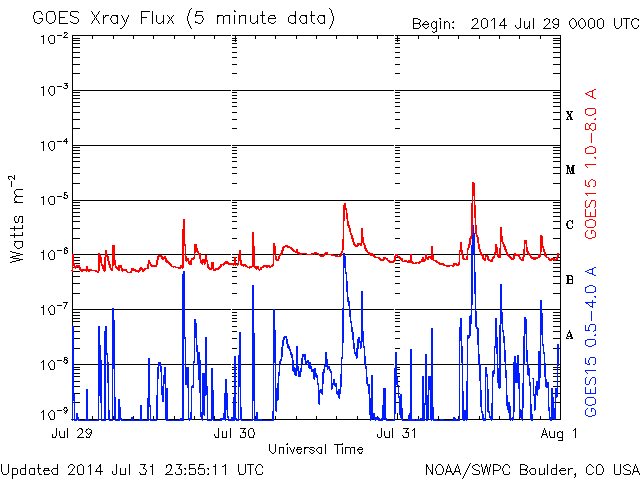 GOES Xray Flux (5 minute data)
Begin: 2014 Jul 29 0000 UTC
10-2
10-3
10-4
10-5
10-6
10-7
10-8
10-9
Watts m-2
X
M
C
B
A
GOES15 1.0-8.0 A
GOES15 0.5-4.0 A
Jul 29
Jul 30
Jul 31
Aug 1
Universal Time
Updated 2014 Jul 31 23:55:11 UTC
NOAA/SWPC Boulder, CO USA